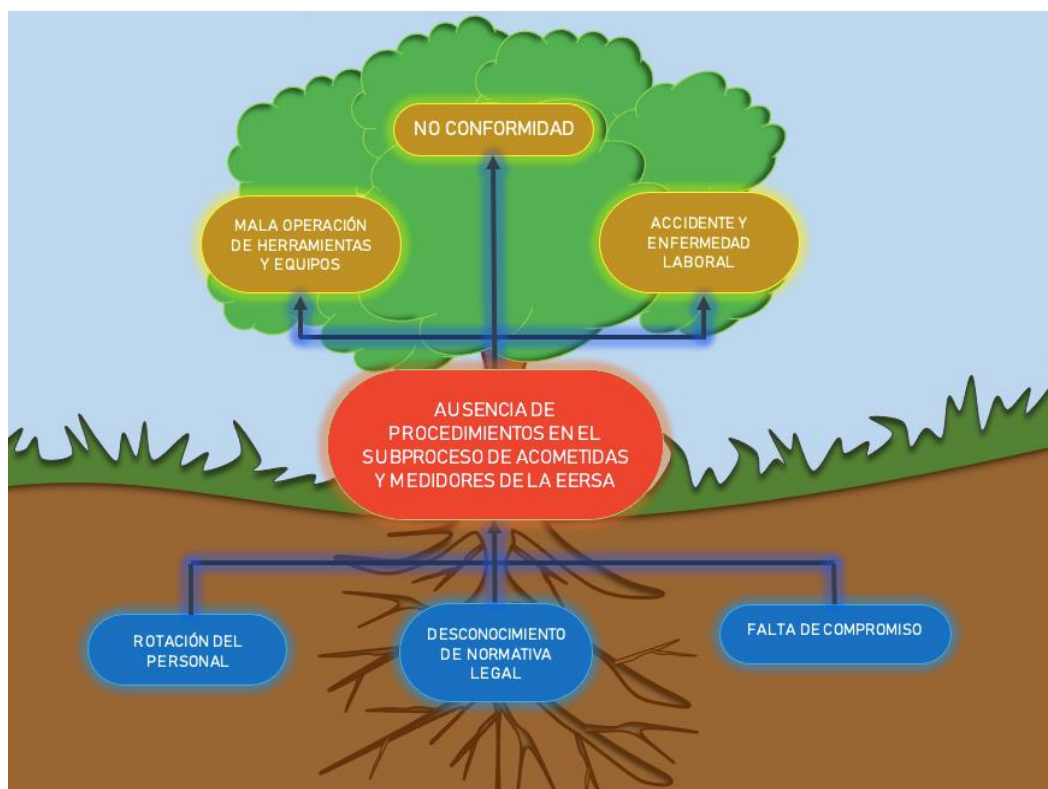 NO CONFORMIDAD
MALA OPERACIÓN
DE HERRAMIENTAS
Y EQUIPOS
ACCIDENTE Y
ENFERMEDAD
LABORAL
AUSENCIA DE
PROCEDIMIENTOS EN EL
SUBPROCESO DE ACOMETIDAS
Y MEDIDORES DE LA EERSA
ROTACIÓN DEL
PERSONAL
DESCONOCIMIENTO
DE NORMATIVA
LEGAL
FALTA DE COMPROMISO